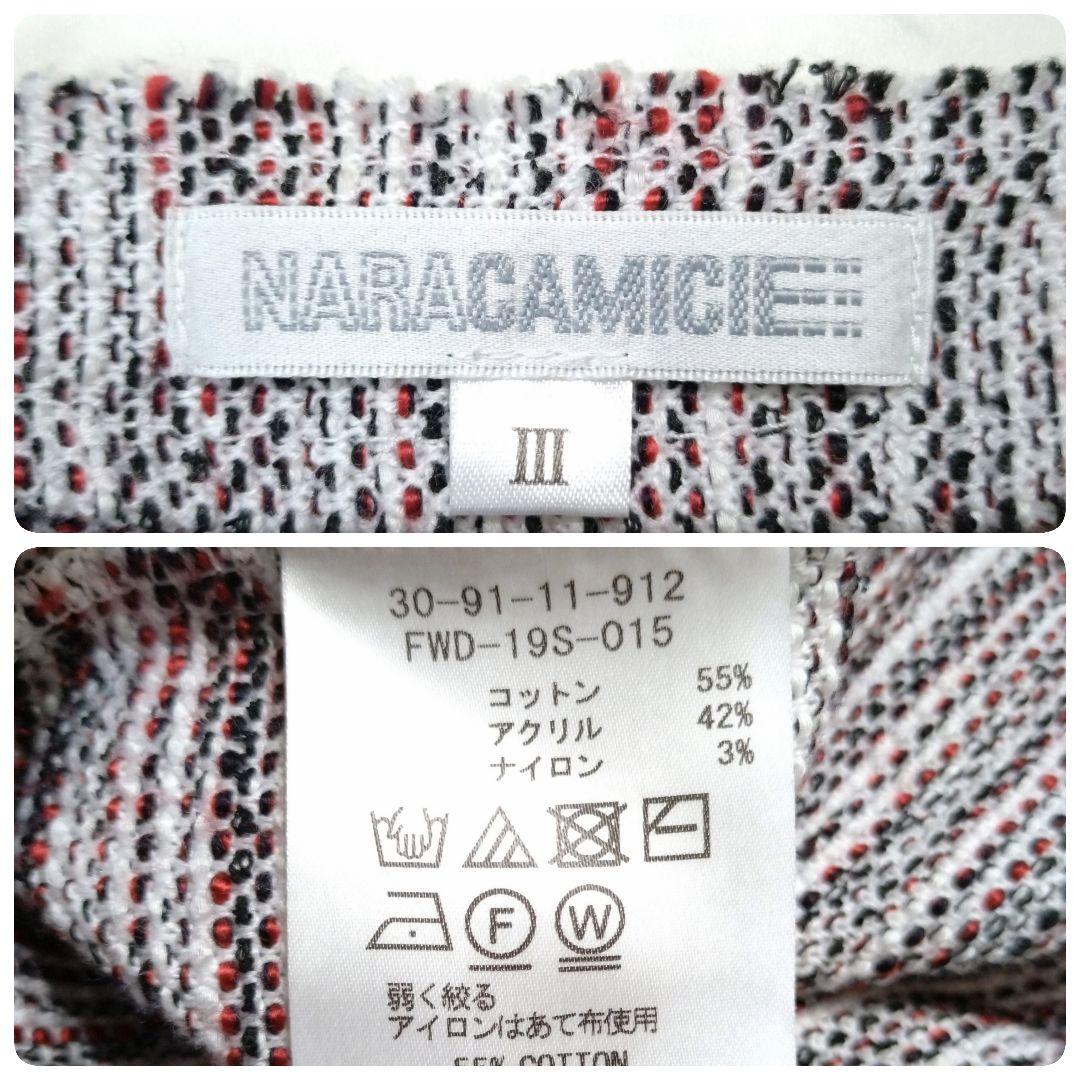 NARACAMICIE
III
30-91-11-912
FWD-19S-015
コットン 55%
アクリル 42%
ナイロン 3%
F W
弱く絞る
アイロンはあて布使用
55% COTTON